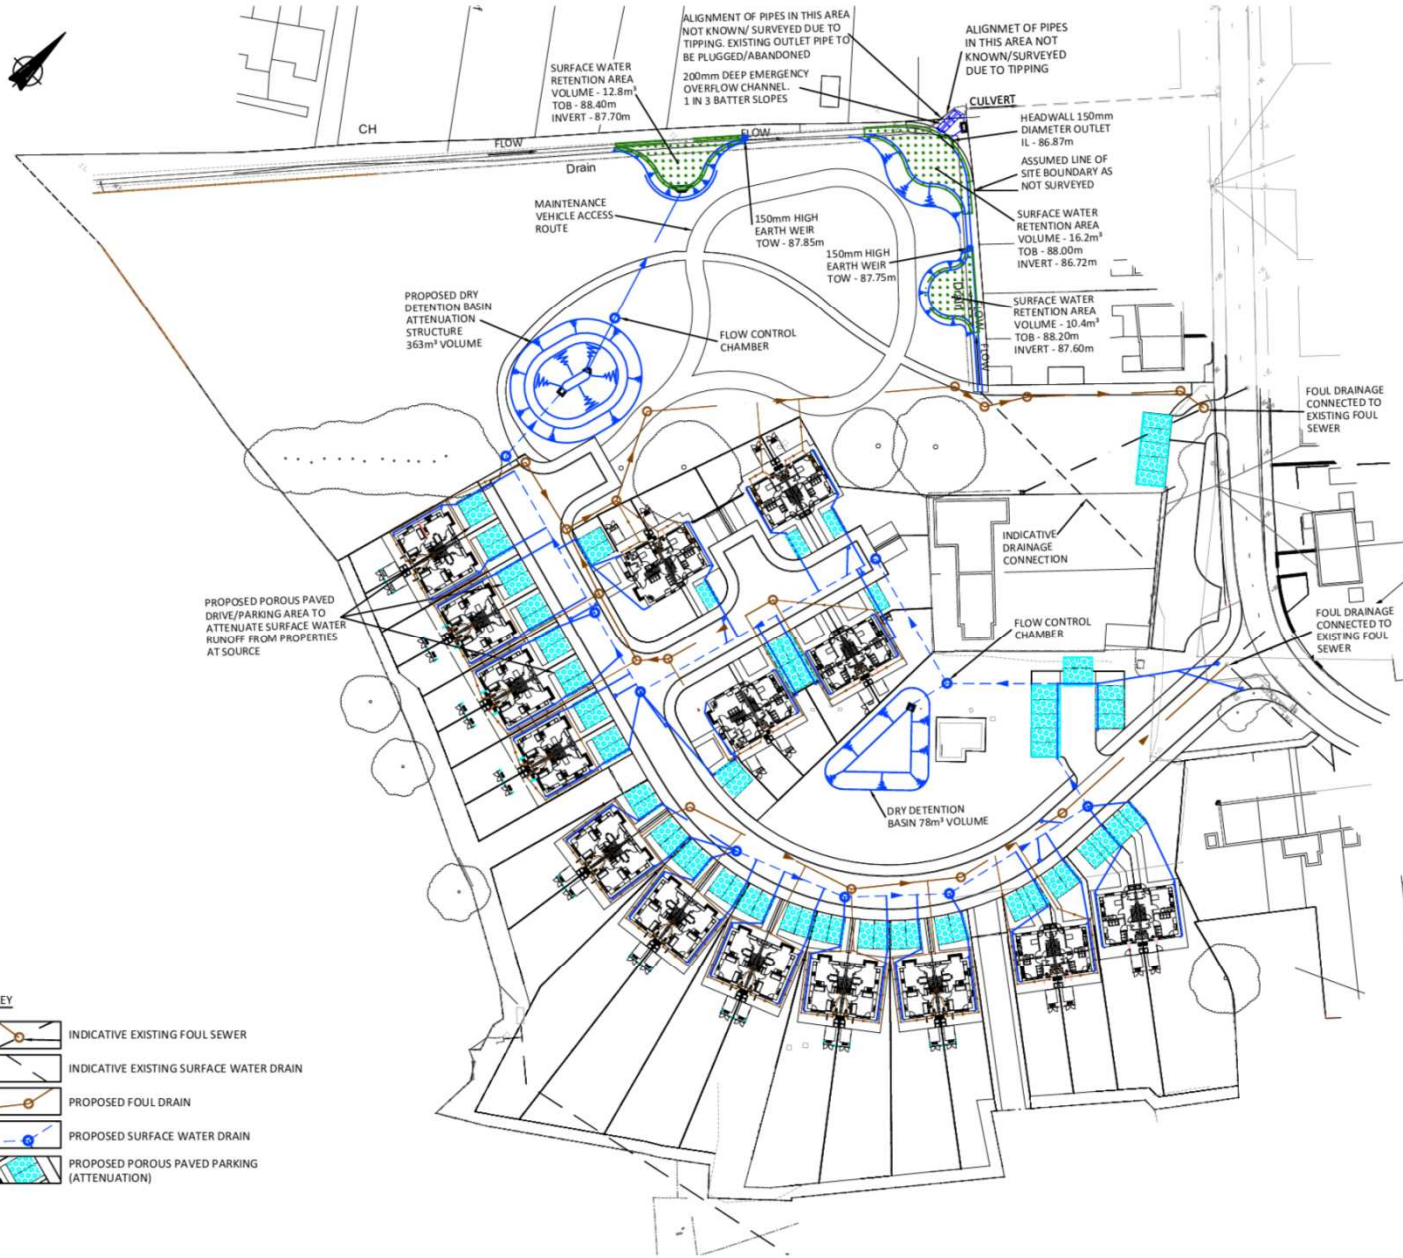 ALIGNMENT OF PIPES IN THIS AREA
NOT KNOWN/ SURVEYED DUE TO
TIPPING. EXISTING OUTLET PIPE TO
BE PLUGGED/ABANDONED
200mm DEEP EMERGENCY
OVERFLOW CHANNEL.
1 IN 3 BATTER SLOPES
ALIGNMET OF PIPES
IN THIS AREA NOT
KNOWN/SURVEYED
DUE TO TIPPING
SURFACE WATER
RETENTION AREA
VOLUME - 12.8m³
TOB - 88.40m
INVERT - 87.70m
CULVERT
HEADWALL 150mm
DIAMETER OUTLET
IL - 86.87m
CH
FLOW
FLOW
Drain
ASSUMED LINE OF
SITE BOUNDARY AS
NOT SURVEYED
MAINTENANCE
VEHICLE ACCESS
ROUTE
150mm HIGH
EARTH WEIR
TOW - 87.85m
SURFACE WATER
RETENTION AREA
VOLUME - 16.2m³
TOB - 88.00m
INVERT - 86.72m
150mm HIGH
EARTH WEIR
TOW - 87.75m
Drain
FLOW
FLOW
SURFACE WATER
RETENTION AREA
VOLUME - 10.4m³
TOB - 88.20m
INVERT - 87.60m
PROPOSED DRY
DETENTION BASIN
ATTENUATION
STRUCTURE
363m³ VOLUME
FLOW CONTROL
CHAMBER
FOUL DRAINAGE
CONNECTED TO
EXISTING FOUL
SEWER
INDICATIVE
DRAINAGE
CONNECTION
PROPOSED POROUS PAVED
DRIVE/PARKING AREA TO
ATTENUATE SURFACE WATER
RUNOFF FROM PROPERTIES
AT SOURCE
FLOW CONTROL
CHAMBER
FOUL DRAINAGE
CONNECTED TO
EXISTING FOUL
SEWER
DRY DETENTION
BASIN 78m³ VOLUME
EY
INDICATIVE EXISTING FOUL SEWER
INDICATIVE EXISTING SURFACE WATER DRAIN
PROPOSED FOUL DRAIN
PROPOSED SURFACE WATER DRAIN
PROPOSED POROUS PAVED PARKING
(ATTENUATION)